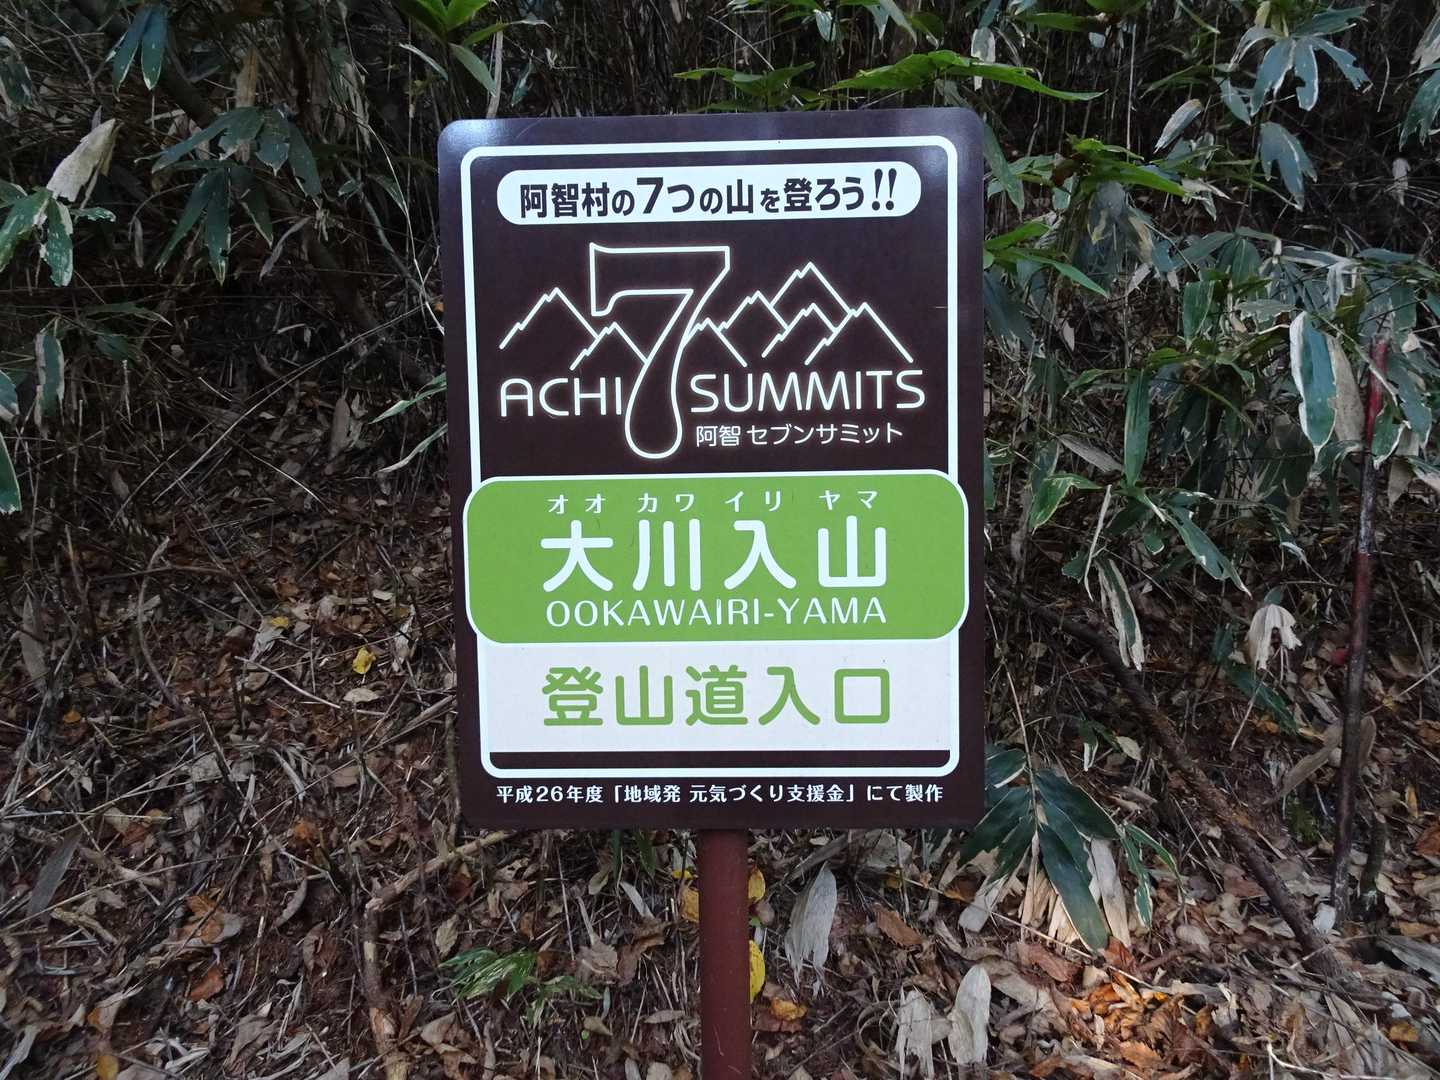 阿智村の7つの山を登ろう!!
ACHI 7 SUMMITS
阿智 セブンサミット
オオ カワ イリ ヤマ
大川入山
OOKAWAIRI-YAMA
登山道入口
平成26年度「地域発 元気づくり支援金」にて製作